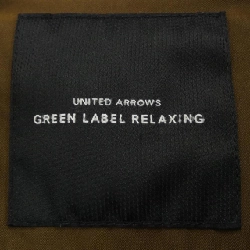 UNITED ARROWS
GREEN LABEL RELAXING